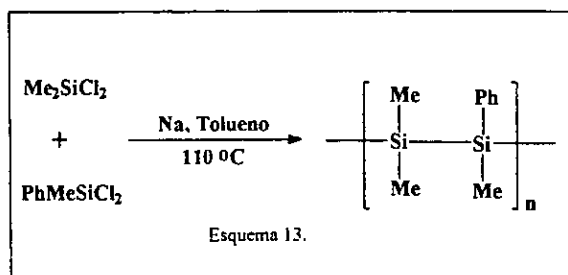 Me₂SiCl₂
+
PhMeSiCl₂
Na, Tolueno
110 ºC
Me Ph
Si Si
Me Me
n
Esquema 13.